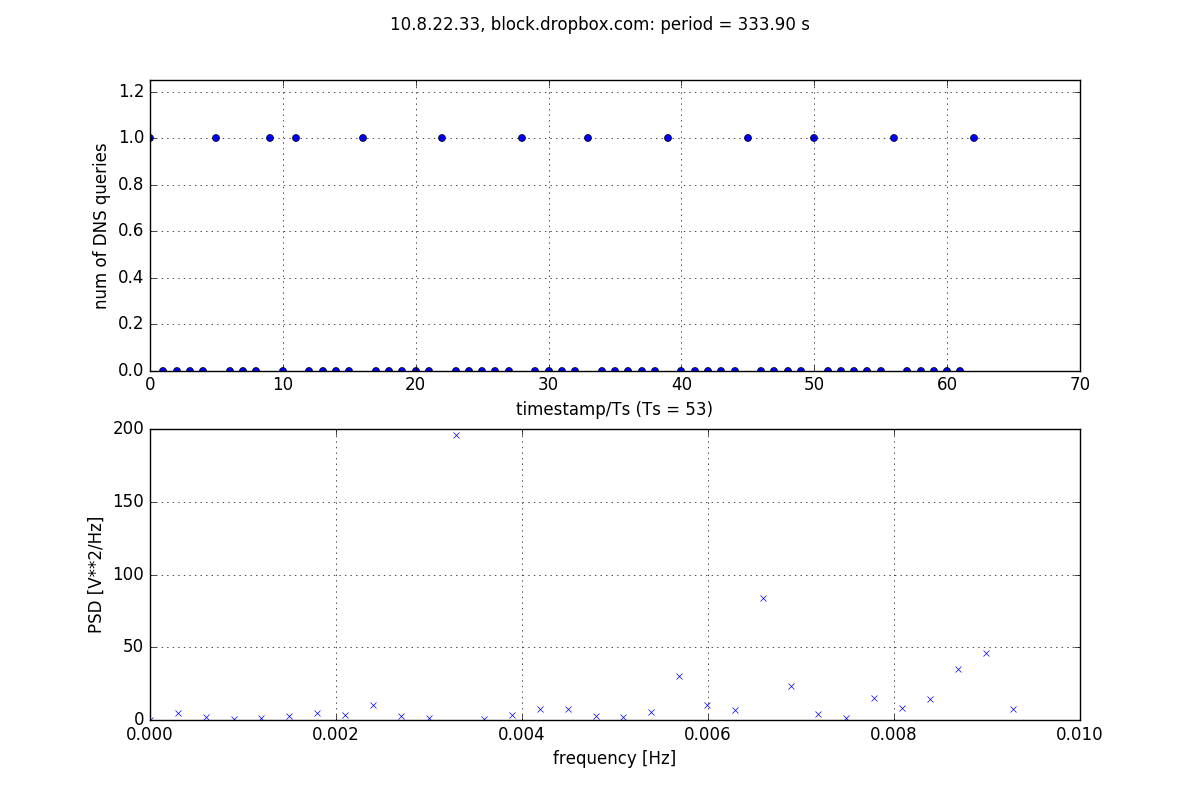 10.8.22.33, block.dropbox.com: period = 333.90 s
1.2
1.0
0.8
0.6
0.4
0.2
0.0
num of DNS queries
0 10 20 30 40 50 60 70
timestamp/Ts (Ts = 53)
200
150
100
50
0
PSD [V**2/Hz]
0.000 0.002 0.004 0.006 0.008 0.010
frequency [Hz]